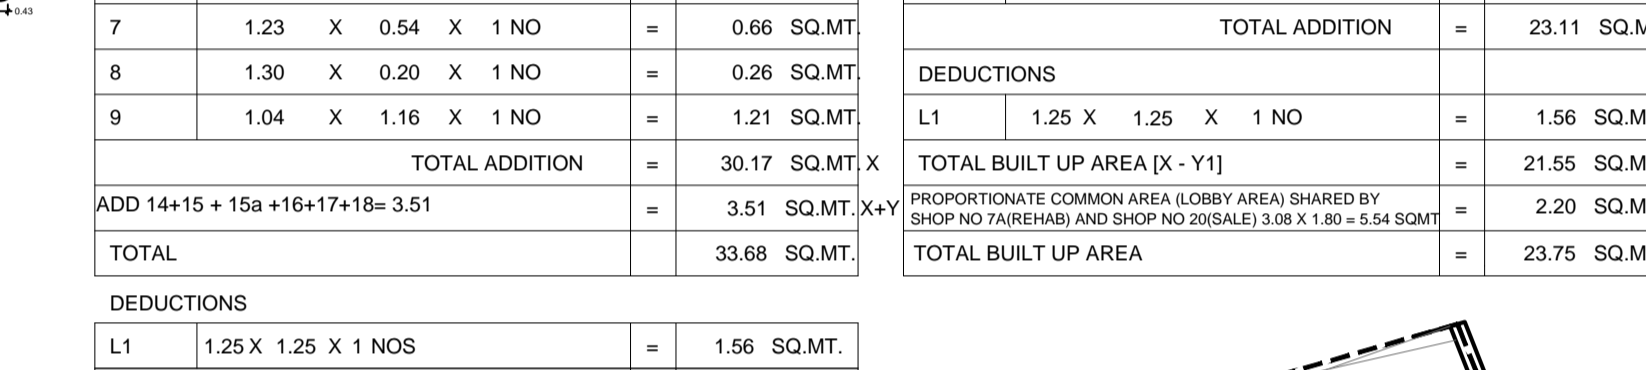 0.43
7 1.23 X 0.54 X 1 NO = 0.66 SQ.MT.
8 1.30 X 0.20 X 1 NO = 0.26 SQ.MT.
9 1.04 X 1.16 X 1 NO = 1.21 SQ.MT.
TOTAL ADDITION = 30.17 SQ.MT. X
ADD 14+15 + 15a +16+17+18= 3.51 = 3.51 SQ.MT. X+Y
TOTAL = 33.68 SQ.MT.
DEDUCTIONS
L1 1.25 X 1.25 X 1 NOS = 1.56 SQ.MT.
TOTAL ADDITION = 23.11 SQ.M
DEDUCTIONS
L1 1.25 X 1.25 X 1 NO = 1.56 SQ.M
TOTAL BUILT UP AREA [X - Y1] = 21.55 SQ.M
PROPORTIONATE COMMON AREA (LOBBY AREA) SHARED BY
SHOP NO 7A(REHAB) AND SHOP NO 20(SALE) 3.08 X 1.80 = 5.54 SQMT = 2.20 SQ.M
TOTAL BUILT UP AREA = 23.75 SQ.M